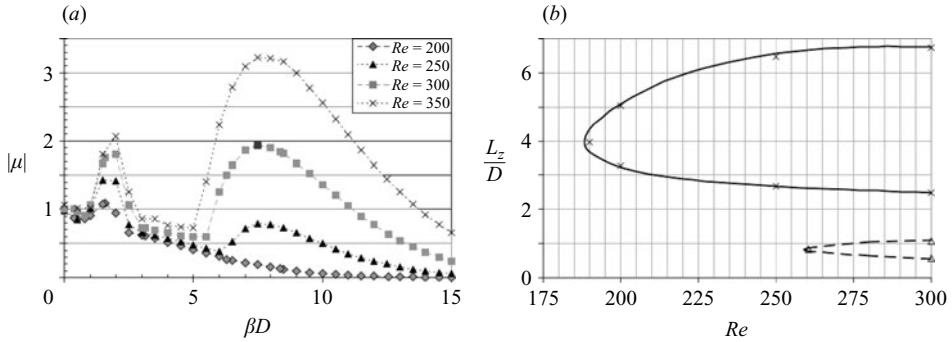 (a)
3
2
1
0
5
10
15
|μ|
βD
Re = 200
Re = 250
Re = 300
Re = 350
(b)
6
4
2
0
175
200
225
250
275
300
L_z
D
Re